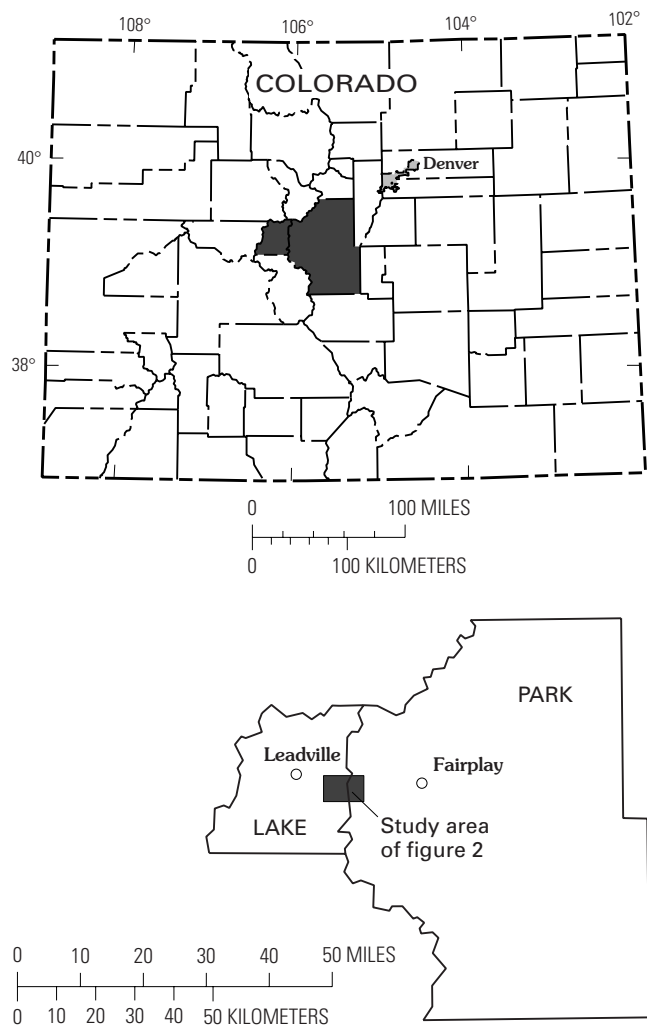 108° 106° 104° 102°
COLORADO
40°
Denver
38°
0 100 MILES
0 100 KILOMETERS
PARK
Leadville
Fairplay
LAKE
Study area
of figure 2
0 10 20 30 40 50 MILES
0 10 20 30 40 50 KILOMETERS